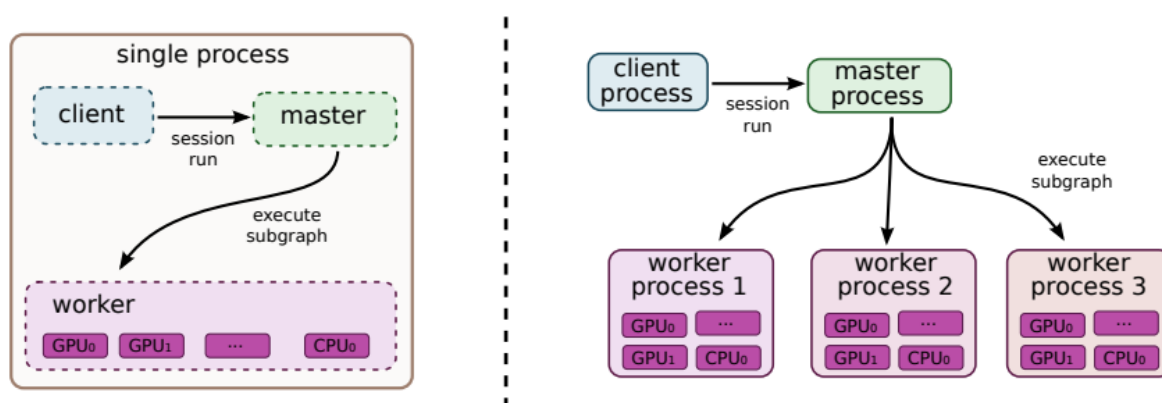 single process
client
master
session
run
execute
subgraph
worker
GPU₀
GPU₁
...
CPU₀
client
process
master
process
session
run
execute
subgraph
worker
process 1
GPU₀
...
GPU₁
CPU₀
worker
process 2
GPU₀
...
GPU₁
CPU₀
worker
process 3
GPU₀
...
GPU₁
CPU₀